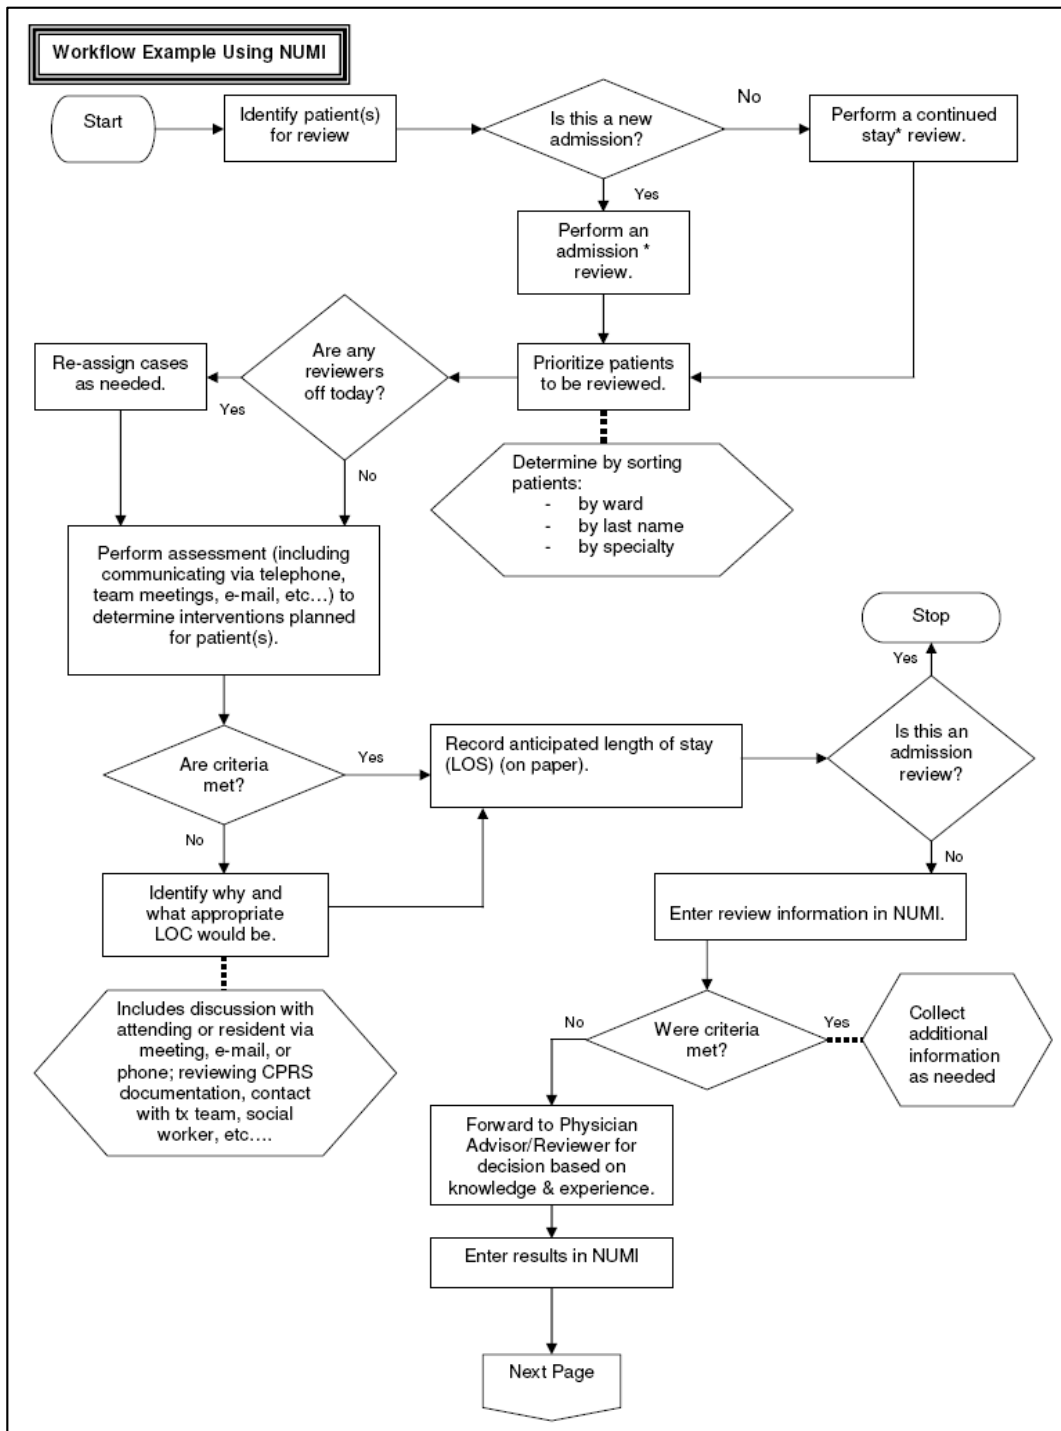 Workflow Example Using NUMI
Start
Identify patient(s)
for review
Is this a new
admission?
No
Perform a continued
stay* review.
Yes
Perform an
admission *
review.
Re-assign cases
as needed.
Yes
Are any
reviewers
off today?
No
Prioritize patients
to be reviewed.
Determine by sorting
patients:
- by ward
- by last name
- by specialty
Perform assessment (including
communicating via telephone,
team meetings, e-mail, etc...) to
determine interventions planned
for patient(s).
Stop
Yes
Is this an
admission
review?
No
Are criteria
met?
Yes
Record anticipated length of stay
(LOS) (on paper).
No
Identify why and
what appropriate
LOC would be.
Enter review information in NUMI.
Includes discussion with
attending or resident via
meeting, e-mail, or
phone; reviewing CPRS
documentation, contact
with tx team, social
worker, etc....
No
Were criteria
met?
Yes
Collect
additional
information
as needed
Forward to Physician
Advisor/Reviewer for
decision based on
knowledge & experience.
Enter results in NUMI
Next Page